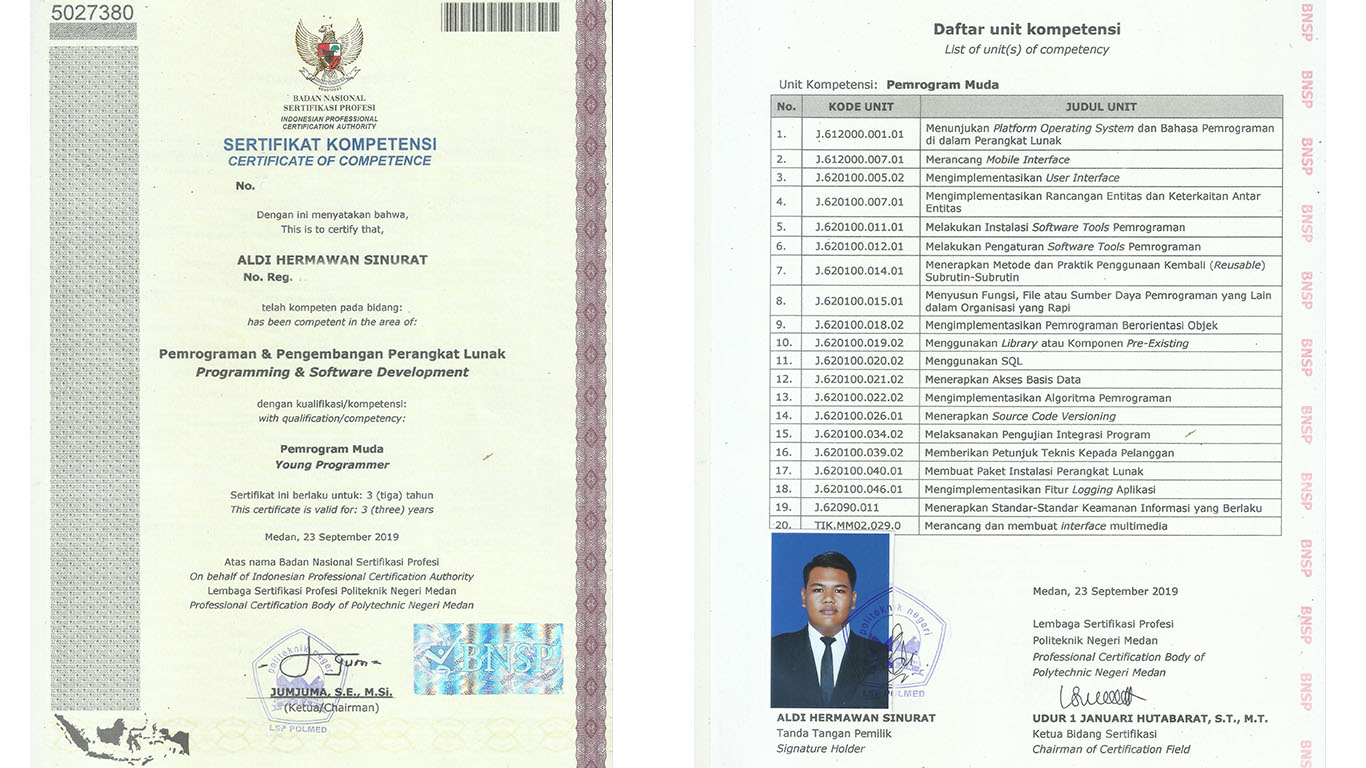 5027380
BADAN NASIONAL
SERTIFIKASI PROFESI
INDONESIAN PROFESSIONAL
CERTIFICATION AUTHORITY
SERTIFIKAT KOMPETENSI
CERTIFICATE OF COMPETENCE
No.
Dengan ini menyatakan bahwa,
This is to certify that,
ALDI HERMAWAN SINURAT
No. Reg.
telah kompeten pada bidang:
has been competent in the area of:
Pemrograman & Pengembangan Perangkat Lunak
Programming & Software Development
dengan kualifikasi/kompetensi:
with qualification/competency:
Pemrogram Muda
Young Programmer
Sertifikat ini berlaku untuk: 3 (tiga) tahun
This certificate is valid for: 3 (three) years
Medan, 23 September 2019
Atas nama Badan Nasional Sertifikasi Profesi
On behalf of Indonesian Professional Certification Authority
Lembaga Sertifikasi Profesi Politeknik Negeri Medan
Professional Certification Body of Polytechnic Negeri Medan
politeknik negeri
BNSP
JUMJUMA, S.E., M.Si.
(Ketua/Chairman)
LSP POLMED
Daftar unit kompetensi
List of unit(s) of competency
Unit Kompetensi: Pemrogram Muda
No. KODE UNIT JUDUL UNIT
1. J.612000.001.01 Menunjukan Platform Operating System dan Bahasa Pemrograman
di dalam Perangkat Lunak
2. J.612000.007.01 Merancang Mobile Interface
3. J.620100.005.02 Mengimplementasikan User Interface
4. J.620100.007.01 Mengimplementasikan Rancangan Entitas dan Keterkaitan Antar
Entitas
5. J.620100.011.01 Melakukan Instalasi Software Tools Pemrograman
6. J.620100.012.01 Melakukan Pengaturan Software Tools Pemrograman
7. J.620100.014.01 Menerapkan Metode dan Praktik Penggunaan Kembali (Reusable)
Subrutin-Subrutin
8. J.620100.015.01 Menyusun Fungsi, File atau Sumber Daya Pemrograman yang Lain
dalam Organisasi yang Rapi
9. J.620100.018.02 Mengimplementasikan Pemrograman Berorientasi Objek
10. J.620100.019.02 Menggunakan Library atau Komponen Pre-Existing
11. J.620100.020.02 Menggunakan SQL
12. J.620100.021.02 Menerapkan Akses Basis Data
13. J.620100.022.02 Mengimplementasikan Algoritma Pemrograman
14. J.620100.026.01 Menerapkan Source Code Versioning
15. J.620100.034.02 Melaksanakan Pengujian Integrasi Program
16. J.620100.039.02 Memberikan Petunjuk Teknis Kepada Pelanggan
17. J.620100.040.01 Membuat Paket Instalasi Perangkat Lunak
18. J.620100.046.01 Mengimplementasikan Fitur Logging Aplikasi
19. J.62090.011 Menerapkan Standar-Standar Keamanan Informasi yang Berlaku
20. TIK.MM02.029.0 Merancang dan membuat interface multimedia
politeknik negeri
LSP POLMED
ALDI HERMAWAN SINURAT
Tanda Tangan Pemilik
Signature Holder
Medan, 23 September 2019
Lembaga Sertifikasi Profesi
Politeknik Negeri Medan
Professional Certification Body of
Polytechnic Negeri Medan
UDUR 1 JANUARI HUTABARAT, S.T., M.T.
Ketua Bidang Sertifikasi
Chairman of Certification Field
BNSP
BNSP
BNSP
BNSP
BNSP
BNSP
BNSP
BNSP
BNSP
BNSP
BNSP
BNSP